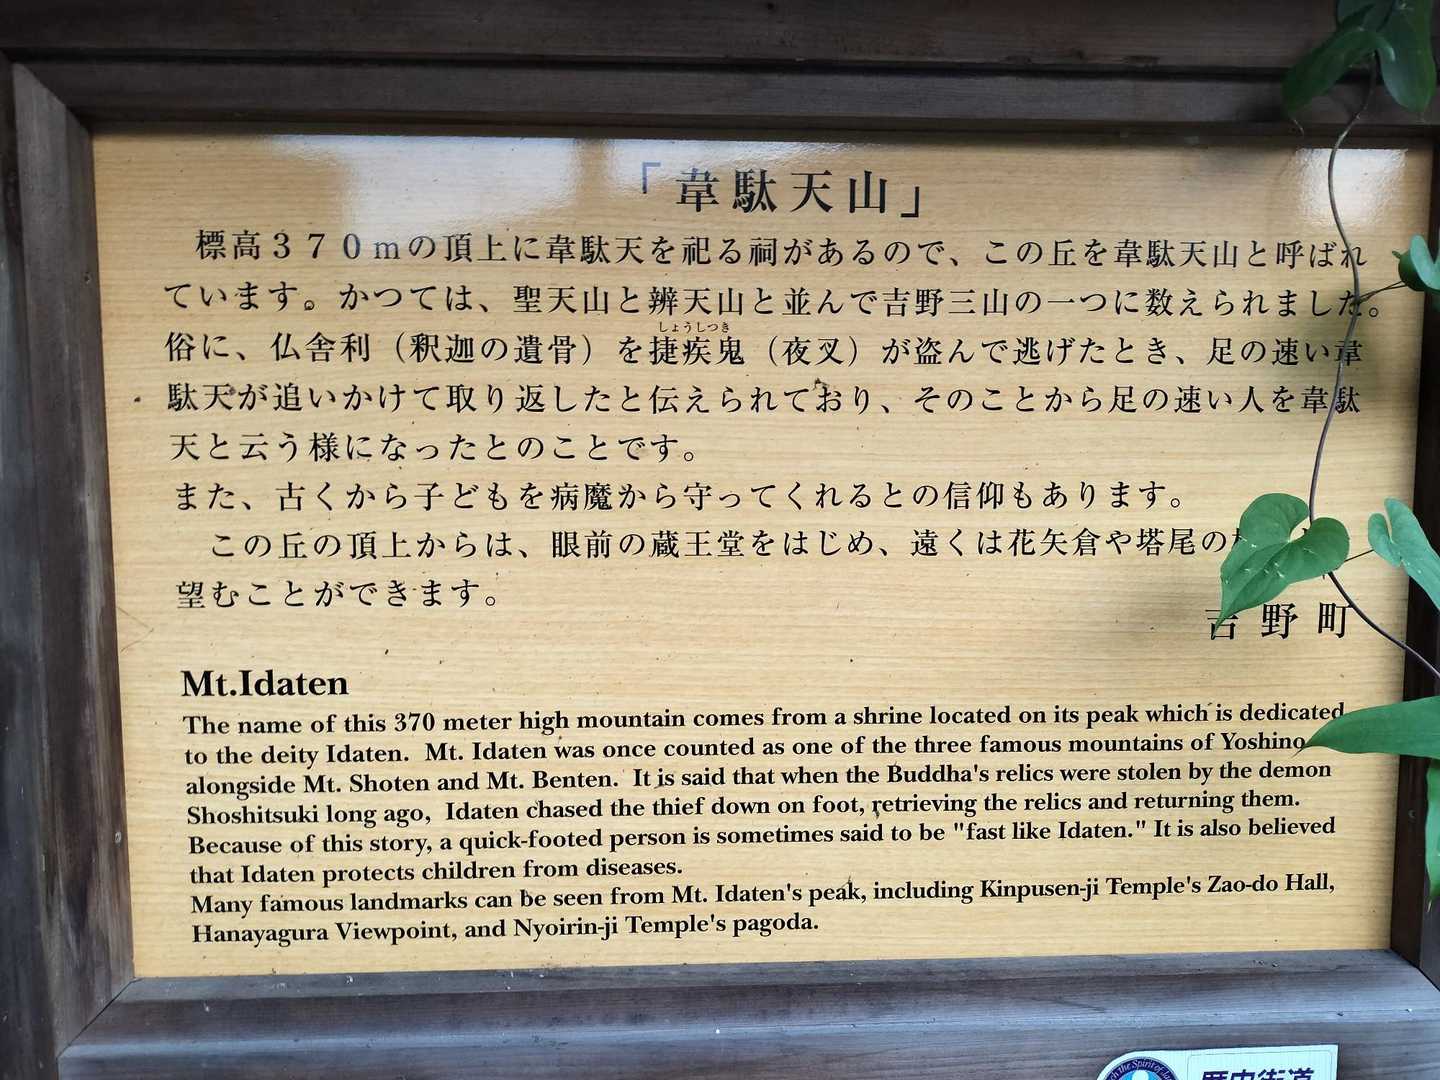 「韋駄天山」
標高３７０ｍの頂上に韋駄天を祀る祠があるので、この丘を韋駄天山と呼ばれ
ています。かつては、聖天山と辨天山と並んで吉野三山の一つに数えられました。
しょうしつき
俗に、仏舎利（釈迦の遺骨）を捷疾鬼（夜叉）が盗んで逃げたとき、足の速い韋
駄天が追いかけて取り返したと伝えられており、そのことから足の速い人を韋駄
天と云う様になったとのことです。
また、古くから子どもを病魔から守ってくれるとの信仰もあります。
この丘の頂上からは、眼前の蔵王堂をはじめ、遠くは花矢倉や塔尾の
望むことができます。
吉野町
Mt.Idaten
The name of this 370 meter high mountain comes from a shrine located on its peak which is dedicated
to the deity Idaten. Mt. Idaten was once counted as one of the three famous mountains of Yoshino
alongside Mt. Shoten and Mt. Benten. It is said that when the Buddha's relics were stolen by the demon
Shoshitsuki long ago, Idaten chased the thief down on foot, retrieving the relics and returning them.
Because of this story, a quick-footed person is sometimes said to be "fast like Idaten." It is also believed
that Idaten protects children from diseases.
Many famous landmarks can be seen from Mt. Idaten's peak, including Kinpusen-ji Temple's Zao-do Hall,
Hanayagura Viewpoint, and Nyoirin-ji Temple's pagoda.
the Spirit of
歴史街道